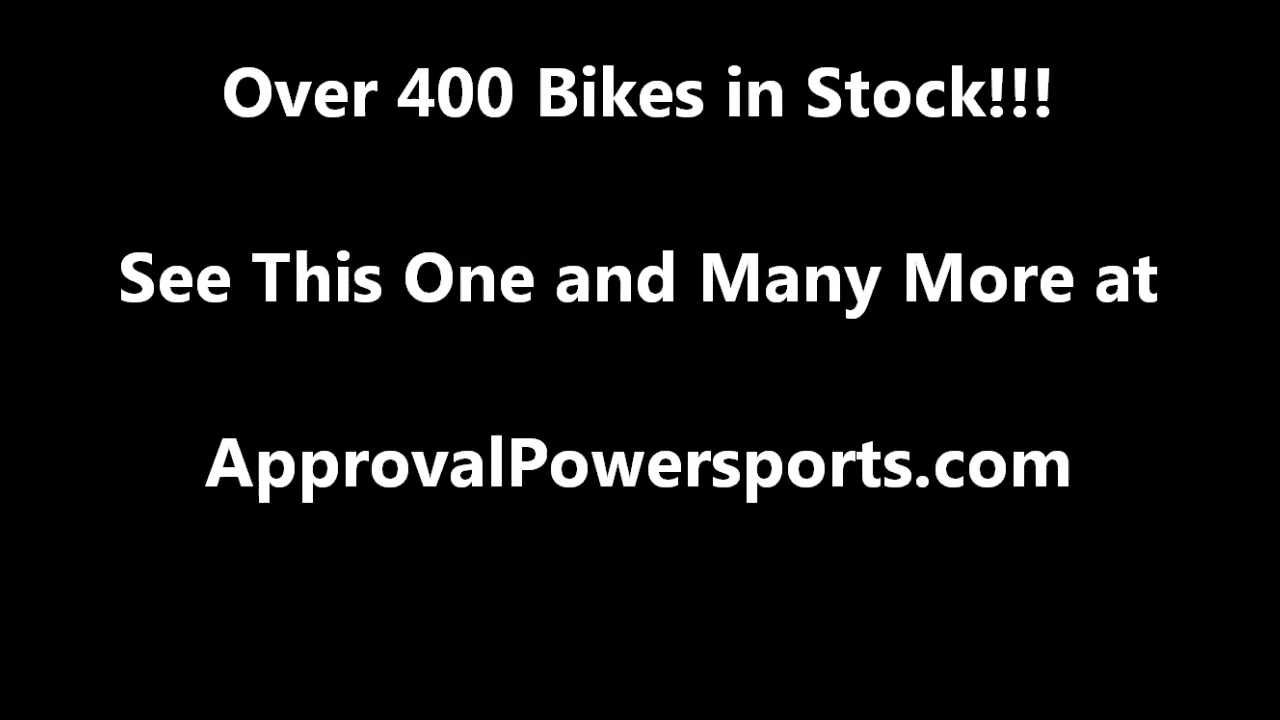 Over 400 Bikes in Stock!!!
See This One and Many More at
ApprovalPowersports.com